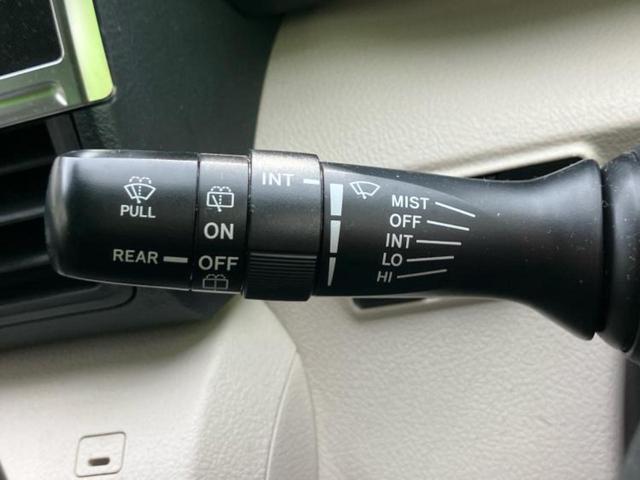 PULL
REAR
ON
OFF
INT
MIST
OFF
INT
LO
HI